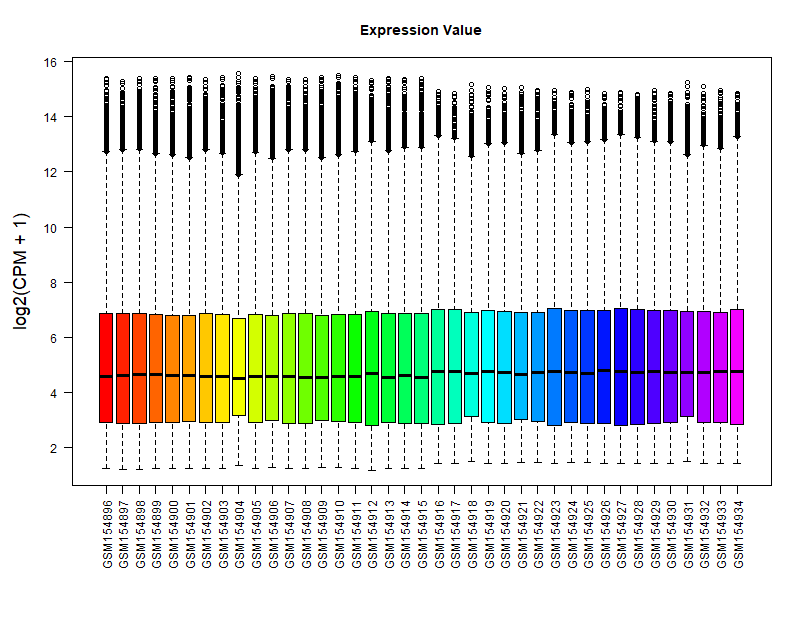 Expression Value
log2(CPM + 1)
16
14
12
10
8
6
4
2
GSM154896
GSM154897
GSM154898
GSM154899
GSM154900
GSM154901
GSM154902
GSM154903
GSM154904
GSM154905
GSM154906
GSM154907
GSM154908
GSM154909
GSM154910
GSM154911
GSM154912
GSM154913
GSM154914
GSM154915
GSM154916
GSM154917
GSM154918
GSM154919
GSM154920
GSM154921
GSM154922
GSM154923
GSM154924
GSM154925
GSM154926
GSM154927
GSM154928
GSM154929
GSM154930
GSM154931
GSM154932
GSM154933
GSM154934